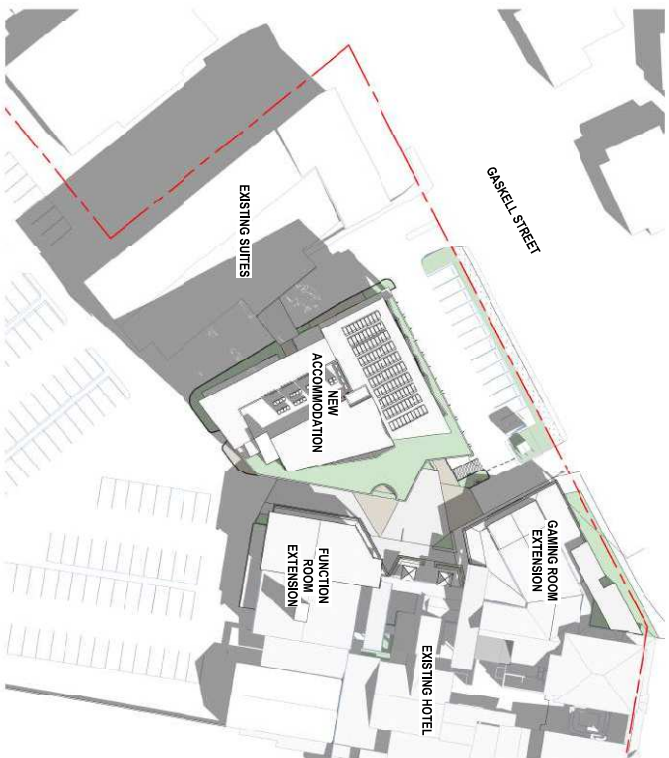 GASKELL STREET
EXISTING SUITES
NEW
ACCOMMODATION
GAMING ROOM
EXTENSION
FUNCTION
ROOM
EXTENSION
EXISTING HOTEL